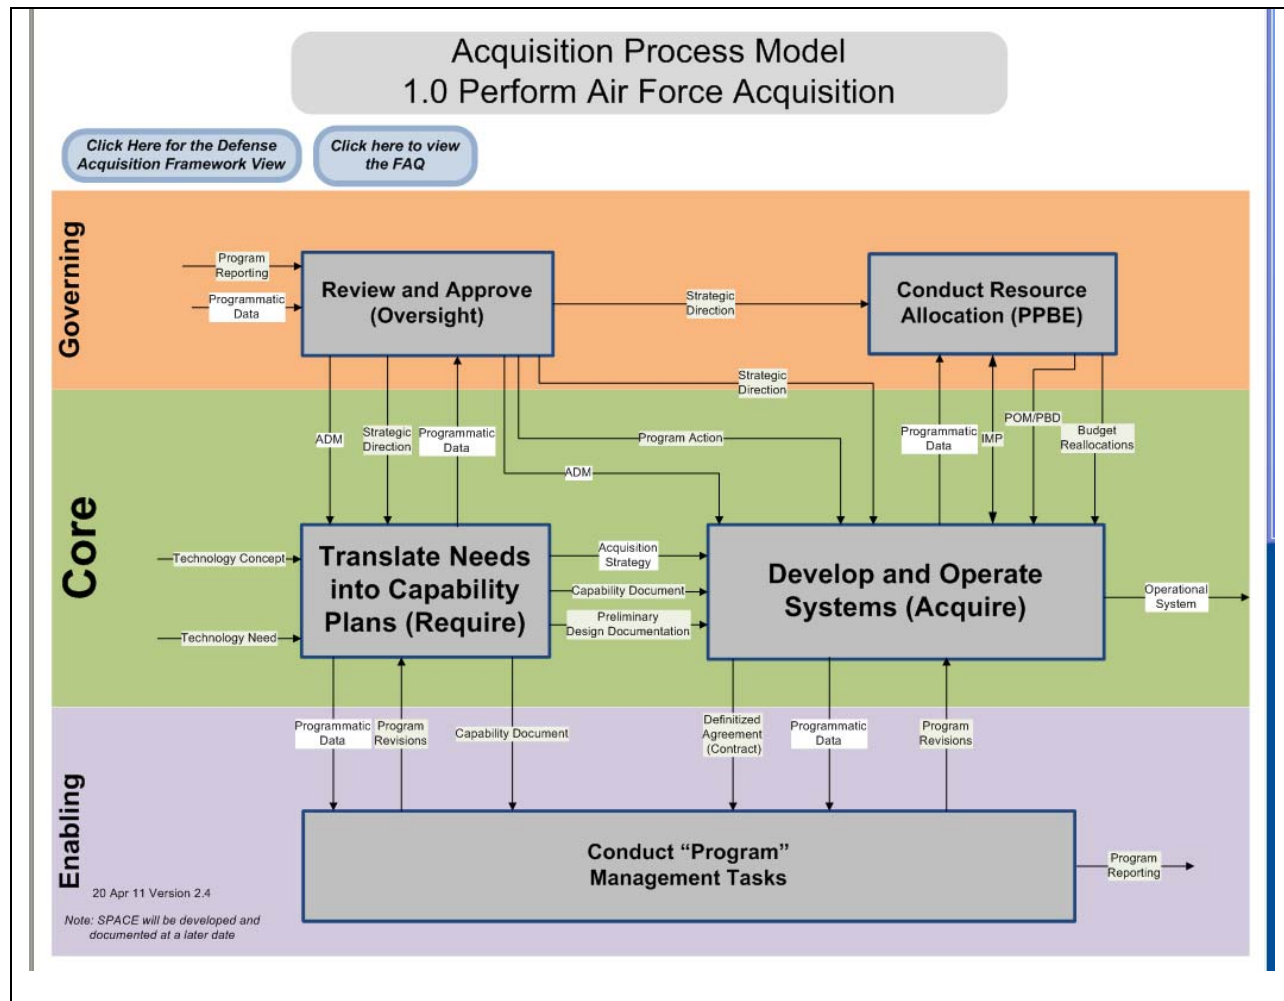 Acquisition Process Model
1.0 Perform Air Force Acquisition
Click Here for the Defense
Acquisition Framework View
Click here to view
the FAQ
Governing
Program
Reporting
Programmatic
Data
Review and Approve
(Oversight)
Strategic
Direction
Conduct Resource
Allocation (PPBE)
Strategic
Direction
Core
ADM
Strategic
Direction
Programmatic
Data
Program Action
ADM
Programmatic
Data
IMP
POM/PBD
Budget
Reallocations
Technology Concept
Technology Need
Translate Needs
into Capability
Plans (Require)
Acquisition
Strategy
Capability Document
Preliminary
Design Documentation
Develop and Operate
Systems (Acquire)
Operational
System
Enabling
Programmatic
Data
Program
Revisions
Capability Document
Definitized
Agreement
(Contract)
Programmatic
Data
Program
Revisions
Conduct “Program”
Management Tasks
Program
Reporting
20 Apr 11 Version 2.4
Note: SPACE will be developed and
documented at a later date